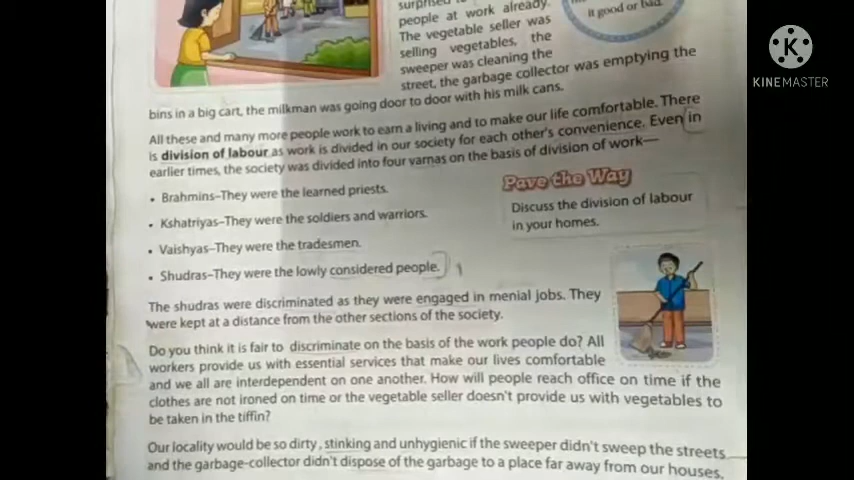 surprised
people at work already.
The vegetable seller was
selling vegetables, the
sweeper was cleaning the
street, the garbage collector was emptying the
bins in a big cart, the milkman was going door to door with his milk cans.
it good or bad.
All these and many more people work to earn a living and to make our life comfortable. There
is division of labour as work is divided in our society for each other's convenience. Even in
earlier times, the society was divided into four varnas on the basis of division of work—
• Brahmins–They were the learned priests.
• Kshatriyas–They were the soldiers and warriors.
• Vaishyas–They were the tradesmen.
• Shudras–They were the lowly considered people.
Pave the Way
Discuss the division of labour
in your homes.
The shudras were discriminated as they were engaged in menial jobs. They
were kept at a distance from the other sections of the society.
Do you think it is fair to discriminate on the basis of the work people do? All
workers provide us with essential services that make our lives comfortable
and we all are interdependent on one another. How will people reach office on time if the
clothes are not ironed on time or the vegetable seller doesn't provide us with vegetables to
be taken in the tiffin?
Our locality would be so dirty, stinking and unhygienic if the sweeper didn't sweep the streets
and the garbage-collector didn't dispose of the garbage to a place far away from our houses.
K
KINEMASTER